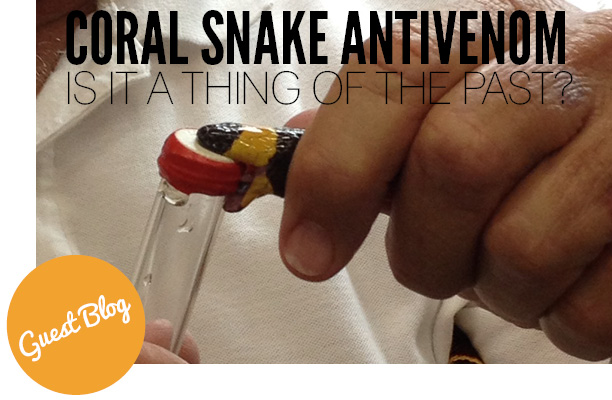 CORAL SNAKE ANTIVENOM
IS IT A THING OF THE PAST?
Guest Blog